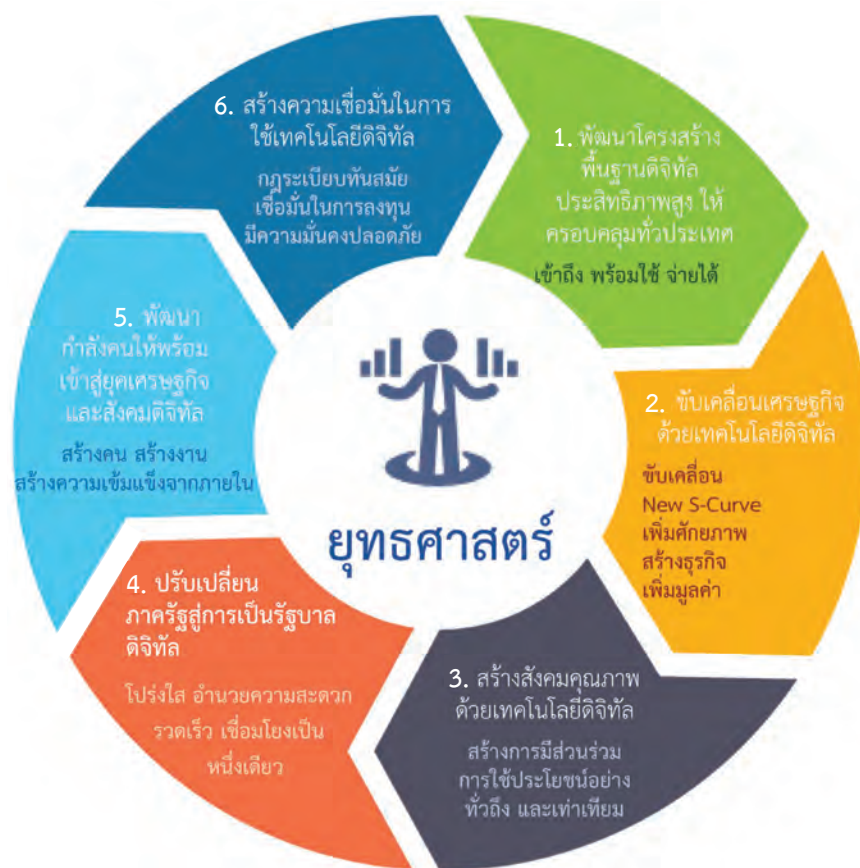 1. พัฒนาโครงสร้าง
พื้นฐานดิจิทัล
ประสิทธิภาพสูง ให้
ครอบคลุมทั่วประเทศ
เข้าถึง พร้อมใช้ จ่ายได้
2. ขับเคลื่อนเศรษฐกิจ
ด้วยเทคโนโลยีดิจิทัล
ขับเคลื่อน
New S-Curve
เพิ่มศักยภาพ
สร้างธุรกิจ
เพิ่มมูลค่า
3. สร้างสังคมคุณภาพ
ด้วยเทคโนโลยีดิจิทัล
สร้างการมีส่วนร่วม
การใช้ประโยชน์อย่าง
ทั่วถึง และเท่าเทียม
4. ปรับเปลี่ยน
ภาครัฐสู่การเป็นรัฐบาล
ดิจิทัล
โปร่งใส อำนวยความสะดวก
รวดเร็ว เชื่อมโยงเป็น
หนึ่งเดียว
5. พัฒนา
กำลังคนให้พร้อม
เข้าสู่ยุคเศรษฐกิจ
และสังคมดิจิทัล
สร้างคน สร้างงาน
สร้างความเข้มแข็งจากภายใน
6. สร้างความเชื่อมั่นในการ
ใช้เทคโนโลยีดิจิทัล
กฎระเบียบทันสมัย
เชื่อมั่นในการลงทุน
มีความมั่นคงปลอดภัย
ยุทธศาสตร์